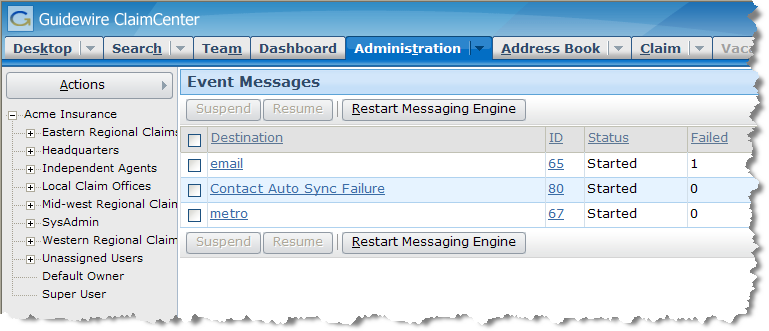 Guidewire ClaimCenter
Desktop Search Team Dashboard Administration Address Book Claim Vaca
Actions
Acme Insurance
Eastern Regional Claims
Headquarters
Independent Agents
Local Claim Offices
Mid-west Regional Claims
SysAdmin
Western Regional Claim
Unassigned Users
Default Owner
Super User
Event Messages
Suspend Resume Restart Messaging Engine
Destination ID Status Failed
email 65 Started 1
Contact Auto Sync Failure 80 Started 0
metro 67 Started 0
Suspend Resume Restart Messaging Engine